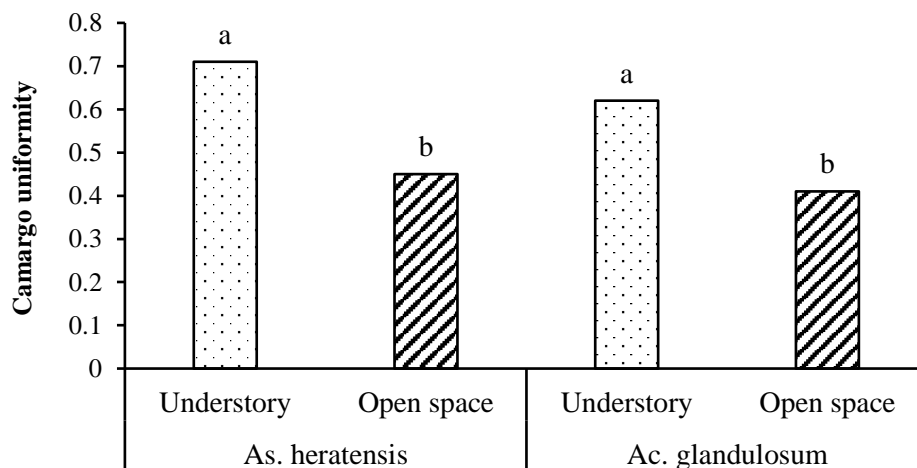 Camargo uniformity
0.8
0.7
0.6
0.5
0.4
0.3
0.2
0.1
0
a
b
a
b
Understory Open space Understory Open space
As. heratensis Ac. glandulosum